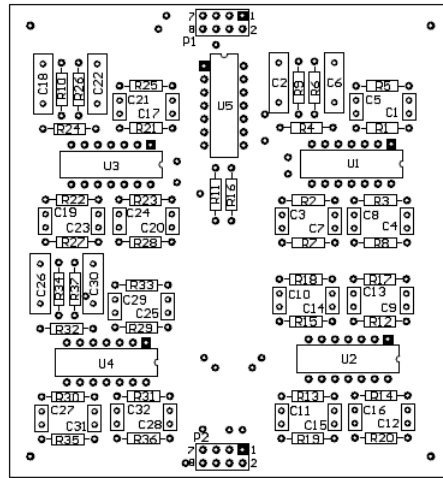 7 1
8 2
P1
C18 R10 R26 C22 R25 C2 R9 R6 C6 R5
C21 C17 U5 C5 C1
R24 R21 R4 R1
U3 U1
R11 R16
R22 R23 R2 R3
C19 C23 C24 C20 C3 C7 C8 C4
R27 R28 R7 R8
C26 R34 R37 C30 R33 R18 R17
C29 C25 C10 C14 C13 C9
R32 R29 R15 R12
U4 U2
R30 R31 R13 R14
C27 C31 C32 C28 C11 C15 C16 C12
R35 R36 R19 R20
P2
7 1
8 2